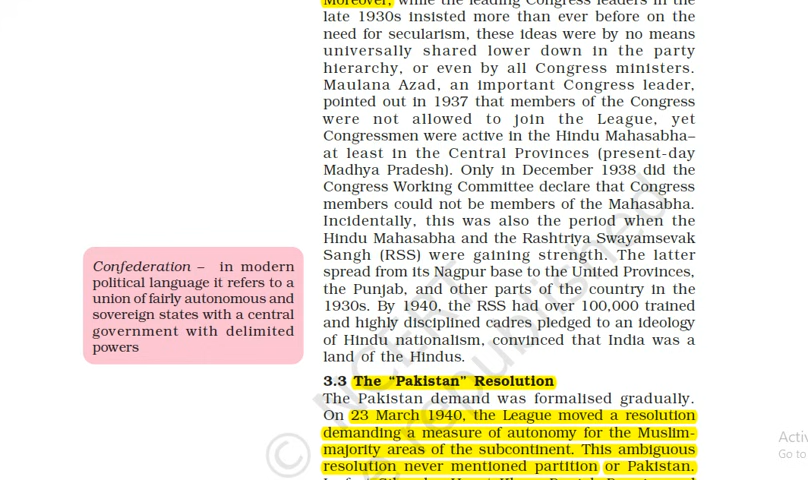 Moreover, while the leading Congress leaders in the
late 1930s insisted more than ever before on the
need for secularism, these ideas were by no means
universally shared lower down in the party
hierarchy, or even by all Congress ministers.
Maulana Azad, an important Congress leader,
pointed out in 1937 that members of the Congress
were not allowed to join the League, yet
Congressmen were active in the Hindu Mahasabha–
at least in the Central Provinces (present-day
Madhya Pradesh). Only in December 1938 did the
Congress Working Committee declare that Congress
members could not be members of the Mahasabha.
Incidentally, this was also the period when the
Hindu Mahasabha and the Rashtriya Swayamsevak
Sangh (RSS) were gaining strength. The latter
spread from its Nagpur base to the United Provinces,
the Punjab, and other parts of the country in the
1930s. By 1940, the RSS had over 100,000 trained
and highly disciplined cadres pledged to an ideology
of Hindu nationalism, convinced that India was a
land of the Hindus.
Confederation – in modern
political language it refers to a
union of fairly autonomous and
sovereign states with a central
government with delimited
powers
3.3 The “Pakistan” Resolution
The Pakistan demand was formalised gradually.
On 23 March 1940, the League moved a resolution
demanding a measure of autonomy for the Muslim-
majority areas of the subcontinent. This ambiguous
resolution never mentioned partition or Pakistan.
© NCERT
republished
Activ
Go to